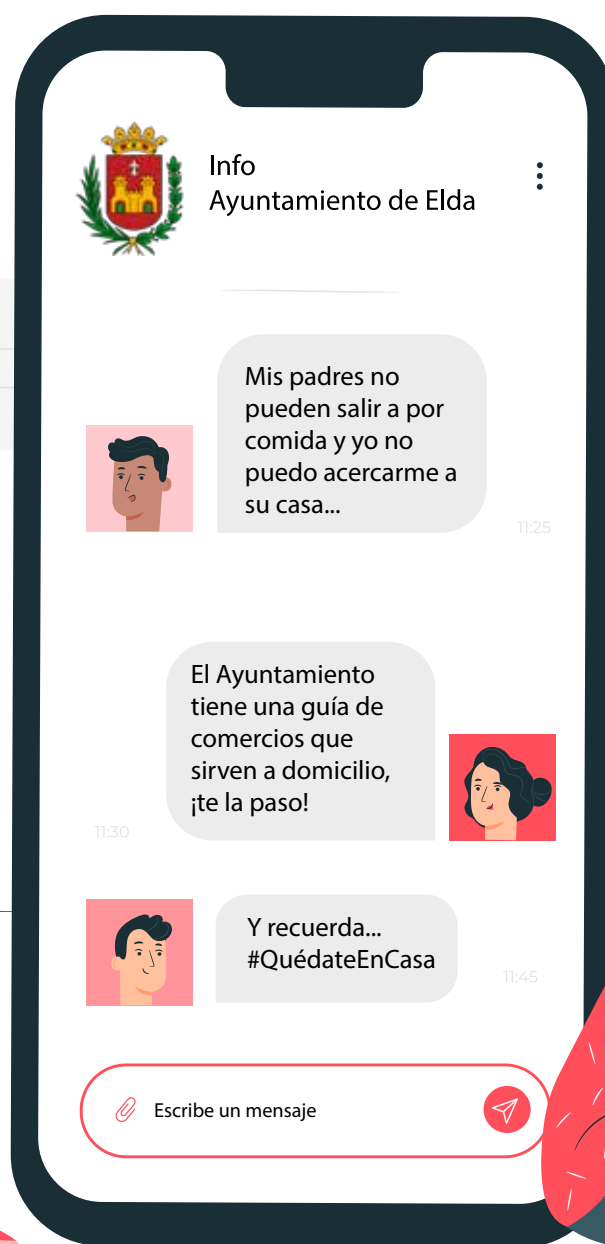 Info
Ayuntamiento de Elda
Mis padres no
pueden salir a por
comida y yo no
puedo acercarme a
su casa...
11:25
El Ayuntamiento
tiene una guía de
comercios que
sirven a domicilio,
¡te la paso!
11:30
Y recuerda...
#QuédateEnCasa
11:45
Escribe un mensaje